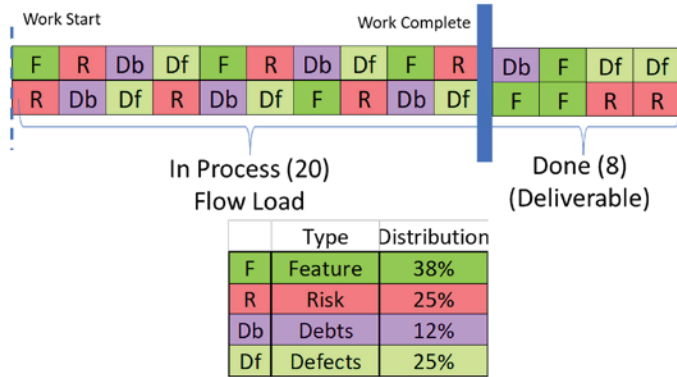 Work Start Work Complete
F R Db Df F R Db Df F R Db F Df Df
R Db Df R Db Df F R Db Df F F R R
In Process (20) Done (8)
Flow Load (Deliverable)
Type Distribution
F Feature 38%
R Risk 25%
Db Debts 12%
Df Defects 25%